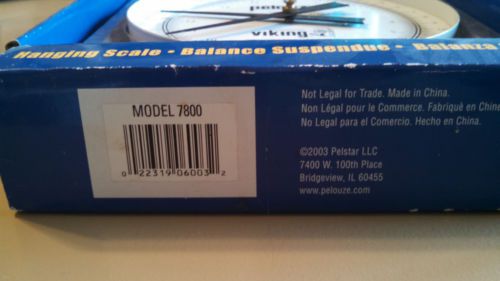 pelouze
viking
Hanging Scale • Balance Suspendue • Balanza
MODEL 7800
0 22319 06003 2
Not Legal for Trade. Made in China.
Non Légal pour le Commerce. Fabriqué en Chine
No Legal para el Comercio. Hecho en China.
©2003 Pelstar LLC
7400 W. 100th Place
Bridgeview, IL 60455
www.pelouze.com